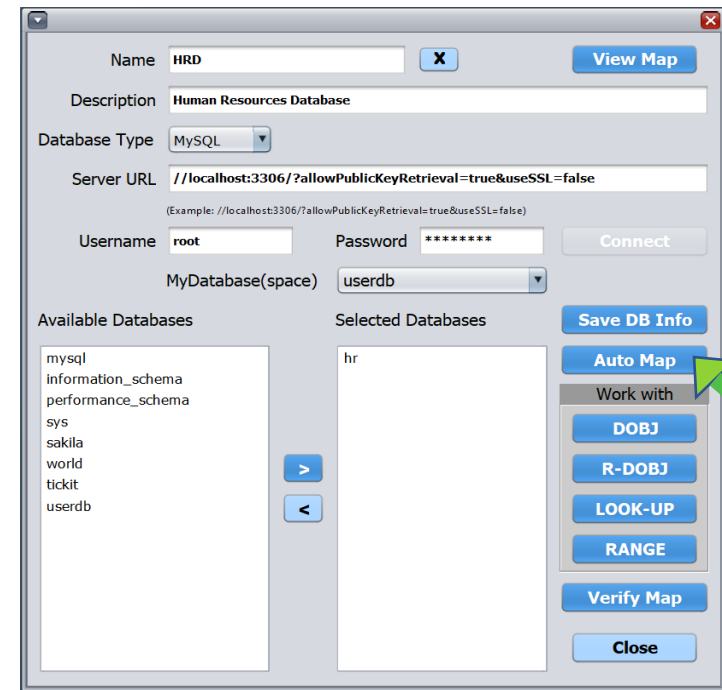 Name HRD X View Map
Description Human Resources Database
Database Type MySQL
Server URL //localhost:3306/?allowPublicKeyRetrieval=true&useSSL=false
(Example: //localhost:3306/?allowPublicKeyRetrieval=true&useSSL=false)
Username root Password ******** Connect
MyDatabase(space) userdb
Available Databases Selected Databases Save DB Info
mysql hr Auto Map
information_schema
performance_schema Work with
sys
sakila DOBJ
world > R-DOBJ
tickit
userdb < LOOK-UP
RANGE
Verify Map
Close